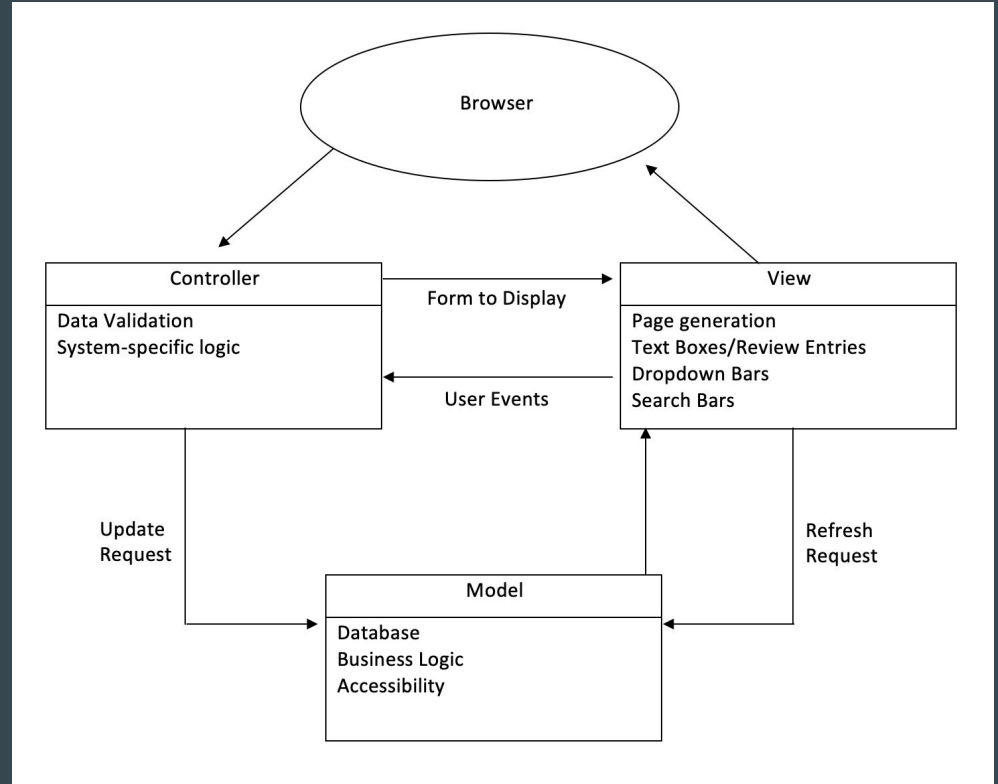 Browser
Controller
Data Validation
System-specific logic
Form to Display
User Events
View
Page generation
Text Boxes/Review Entries
Dropdown Bars
Search Bars
Update
Request
Refresh
Request
Model
Database
Business Logic
Accessibility